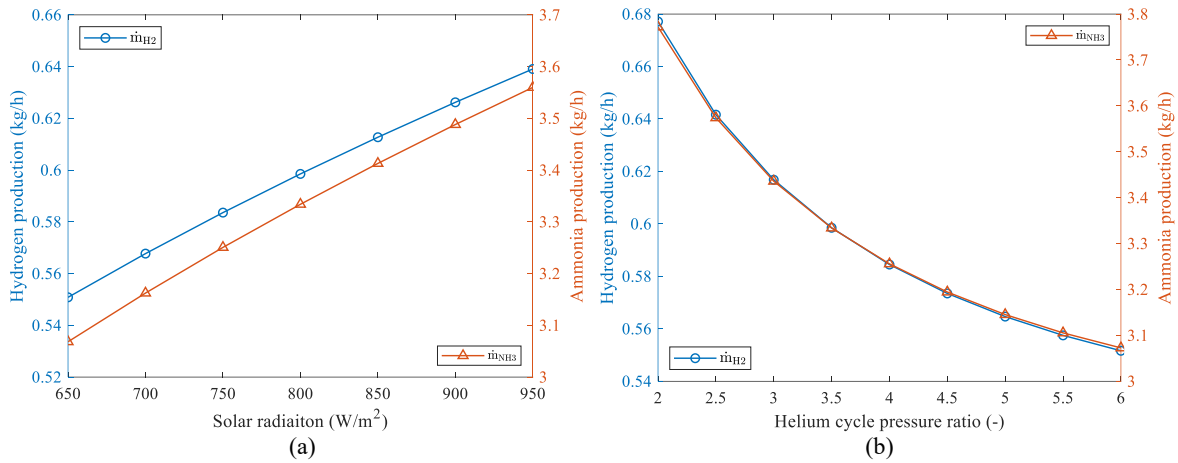 0.66
0.64
0.62
0.6
0.58
0.56
0.54
0.52
Hydrogen production (kg/h)
ṁH2
ṁNH3
3.7
3.6
3.5
3.4
3.3
3.2
3.1
3
Ammonia production (kg/h)
650 700 750 800 850 900 950
Solar radiaiton (W/m²)
(a)
0.68
0.66
0.64
0.62
0.6
0.58
0.56
0.54
Hydrogen production (kg/h)
ṁNH3
ṁH2
3.8
3.7
3.6
3.5
3.4
3.3
3.2
3.1
3
Ammonia production (kg/h)
2 2.5 3 3.5 4 4.5 5 5.5 6
Helium cycle pressure ratio (-)
(b)